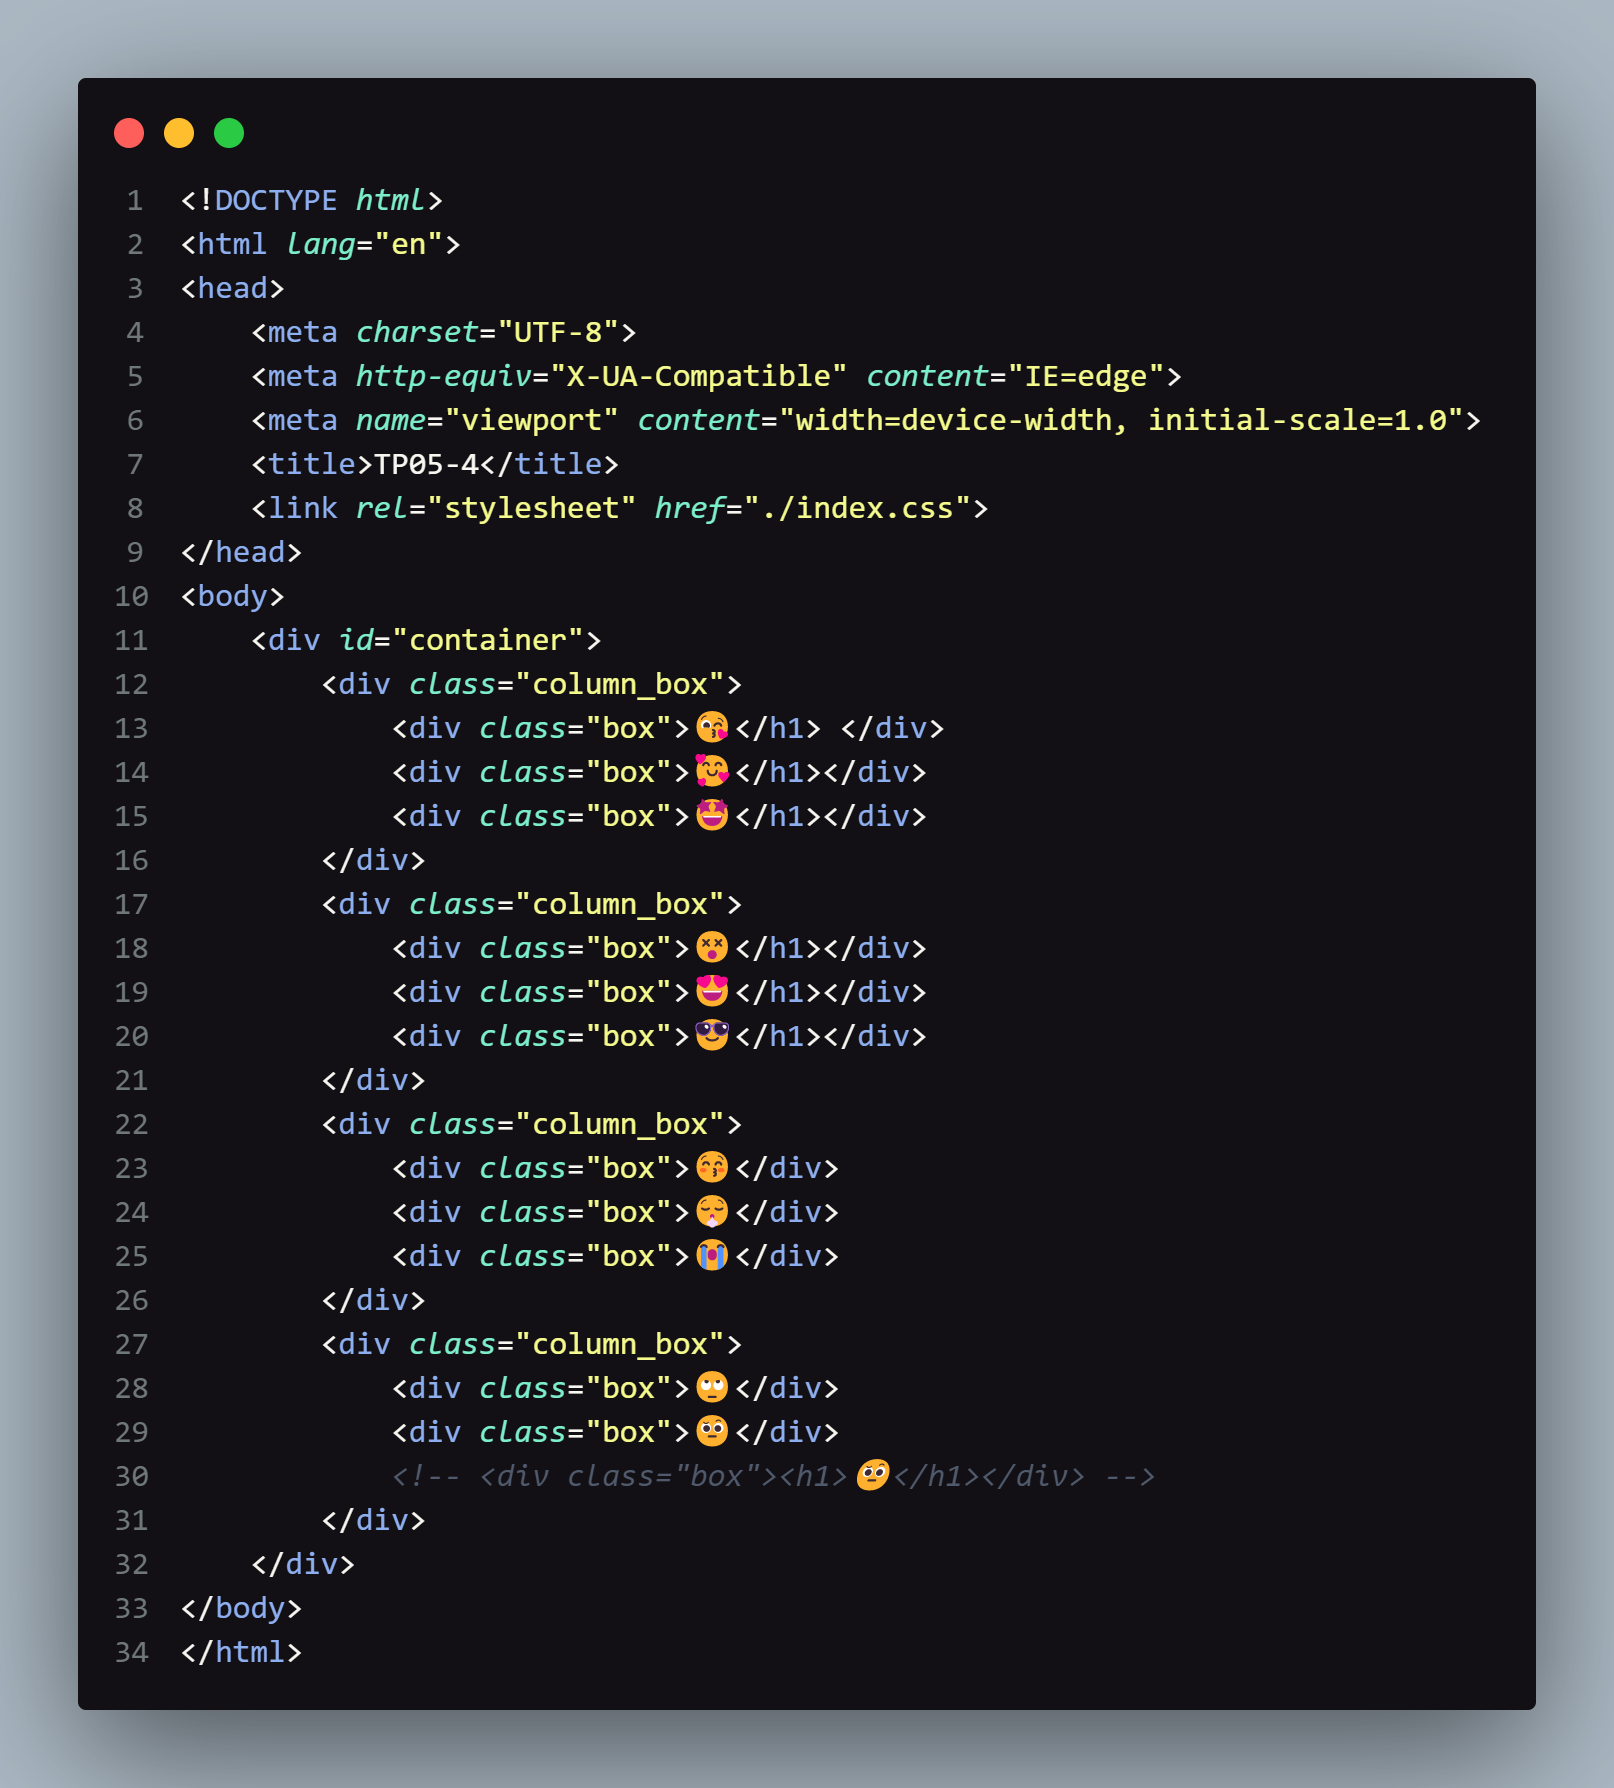 1 <!DOCTYPE html>
2 <html lang="en">
3 <head>
4     <meta charset="UTF-8">
5     <meta http-equiv="X-UA-Compatible" content="IE=edge">
6     <meta name="viewport" content="width=device-width, initial-scale=1.0">
7     <title>TP05-4</title>
8     <link rel="stylesheet" href="./index.css">
9 </head>
10 <body>
11     <div id="container">
12         <div class="column_box">
13             <div class="box">😘</h1> </div>
14             <div class="box">🥰</h1></div>
15             <div class="box">🤩</h1></div>
16         </div>
17         <div class="column_box">
18             <div class="box">😵</h1></div>
19             <div class="box">😍</h1></div>
20             <div class="box">😎</h1></div>
21         </div>
22         <div class="column_box">
23             <div class="box">😚</div>
24             <div class="box">😮‍💨</div>
25             <div class="box">😭</div>
26         </div>
27         <div class="column_box">
28             <div class="box">🙄</div>
29             <div class="box">🥺</div>
30             <!-- <div class="box"><h1>🥺</h1></div> -->
31         </div>
32     </div>
33 </body>
34 </html>